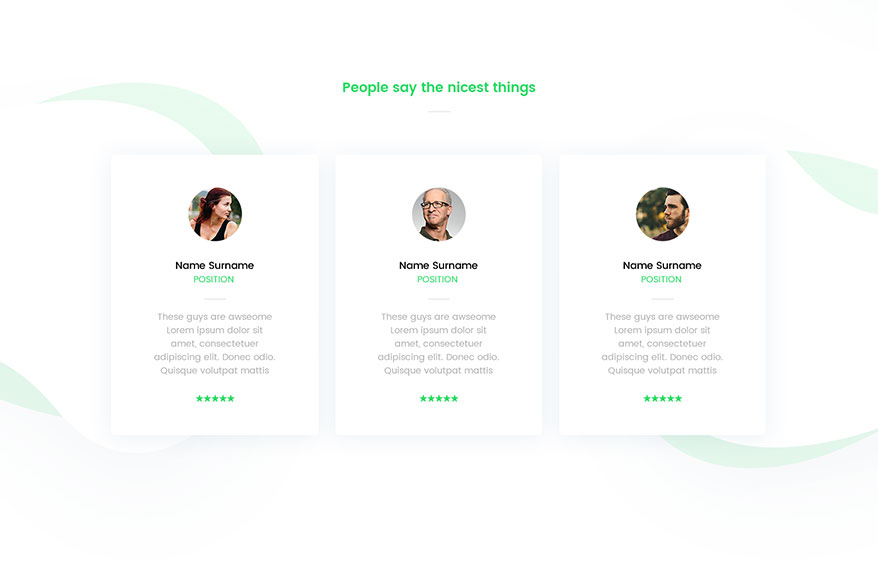 People say the nicest things
Name Surname
POSITION
These guys are awseome
Lorem ipsum dolor sit
amet, consectetuer
adipiscing elit. Donec odio.
Quisque volutpat mattis
Name Surname
POSITION
These guys are awseome
Lorem ipsum dolor sit
amet, consectetuer
adipiscing elit. Donec odio.
Quisque volutpat mattis
Name Surname
POSITION
These guys are awseome
Lorem ipsum dolor sit
amet, consectetuer
adipiscing elit. Donec odio.
Quisque volutpat mattis